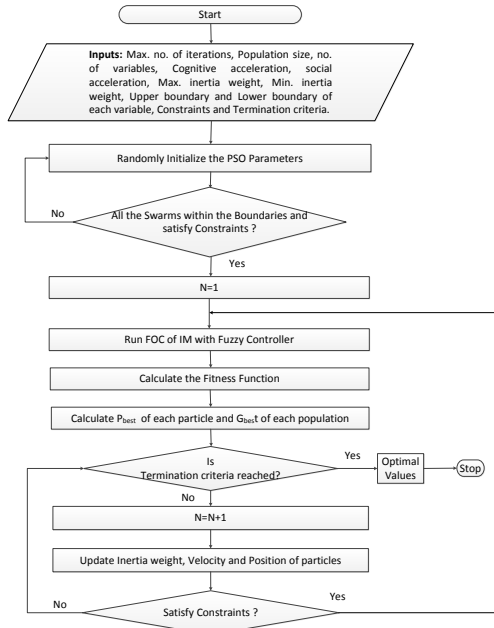 Start
Inputs: Max. no. of iterations, Population size, no.
of variables, Cognitive acceleration, social
acceleration, Max. inertia weight, Min. inertia
weight, Upper boundary and Lower boundary of
each variable, Constraints and Termination criteria.
Randomly Initialize the PSO Parameters
No
All the Swarms within the Boundaries and
satisfy Constraints ?
Yes
N=1
Run FOC of IM with Fuzzy Controller
Calculate the Fitness Function
Calculate Pbest of each particle and Gbest of each population
Is
Termination criteria reached?
Yes
Optimal
Values
Stop
No
N=N+1
Update Inertia weight, Velocity and Position of particles
No
Satisfy Constraints ?
Yes